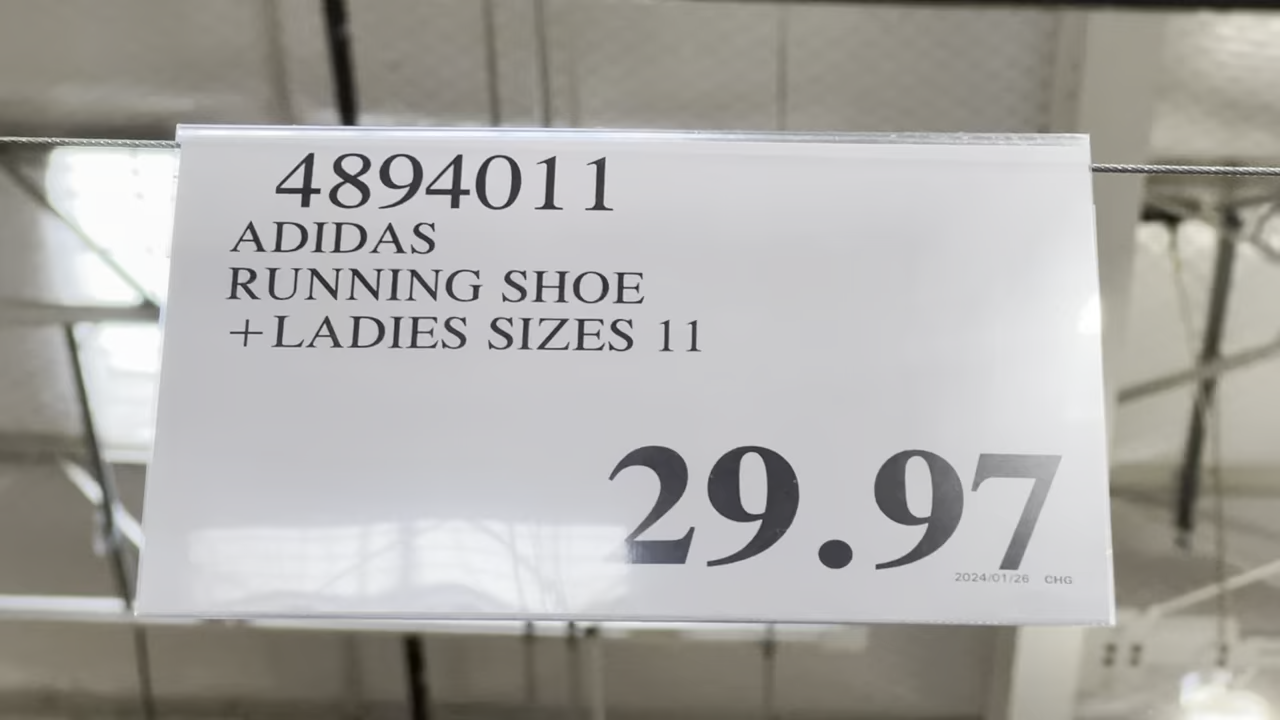 4894011
ADIDAS
RUNNING SHOE
+LADIES SIZES 11
29.97
2024/01/26 CHG